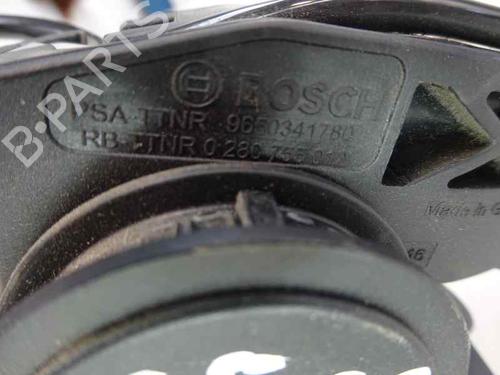 BOSCH
PSA-TTNR 9650341780
RB-TTNR 0 280 755
Made in
B-PARTS